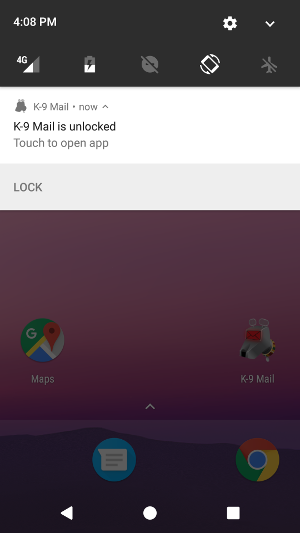 4:08 PM
4G
K-9 Mail • now
K-9 Mail is unlocked
Touch to open app
LOCK
G
Maps
K-9 Mail